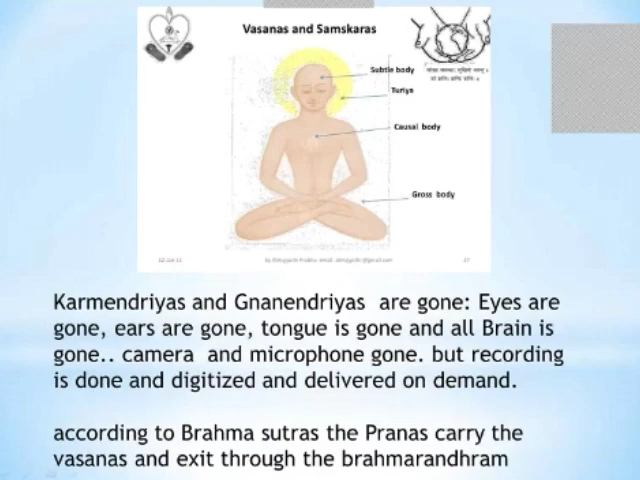 Vasanas and Samskaras
Subtle body
Turiya
Causal body
Gross body
27
Karmendriyas and Gnanendriyas are gone: Eyes are
gone, ears are gone, tongue is gone and all Brain is
gone.. camera and microphone gone. but recording
is done and digitized and delivered on demand.
according to Brahma sutras the Pranas carry the
vasanas and exit through the brahmarandhram